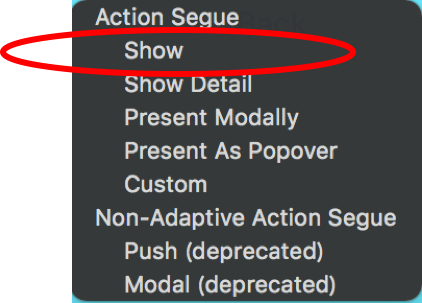 Action Segue
Show
Show Detail
Present Modally
Present As Popover
Custom
Non-Adaptive Action Segue
Push (deprecated)
Modal (deprecated)